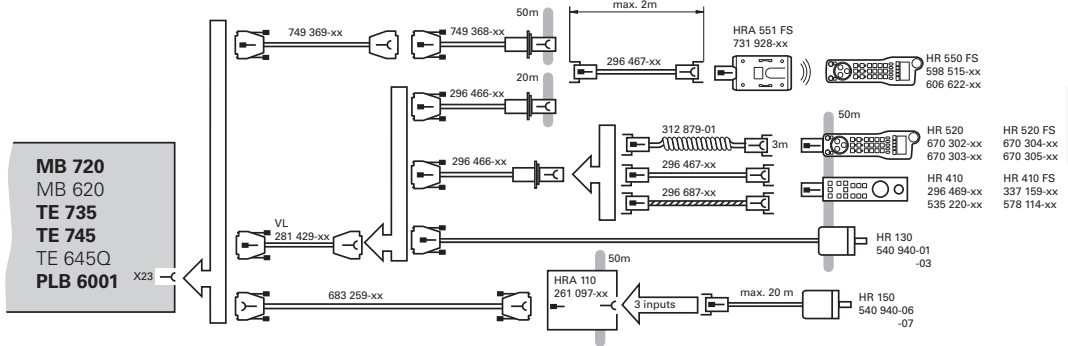 max. 2m
50m
749 369-xx
749 368-xx
HRA 551 FS
731 928-xx
296 467-xx
HR 550 FS
598 515-xx
606 622-xx
20m
296 466-xx
50m
312 879-01
3m
HR 520
670 302-xx
670 303-xx
HR 520 FS
670 304-xx
670 305-xx
296 466-xx
296 467-xx
HR 410
296 469-xx
535 220-xx
HR 410 FS
337 159-xx
578 114-xx
296 687-xx
MB 720
MB 620
TE 735
TE 745
TE 645Q
PLB 6001
X23
VL
281 429-xx
HR 130
540 940-01
-03
50m
HRA 110
261 097-xx
683 259-xx
3 inputs
max. 20 m
HR 150
540 940-06
-07